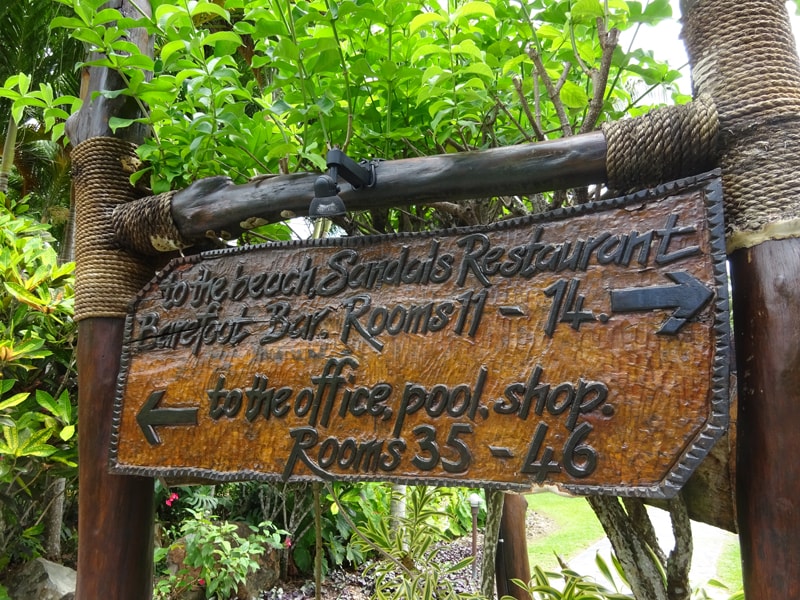 to the beach, Sandals Restaurant
Barefoot Bar. Rooms 11 - 14.
to the office, pool, shop.
Rooms 35 - 46